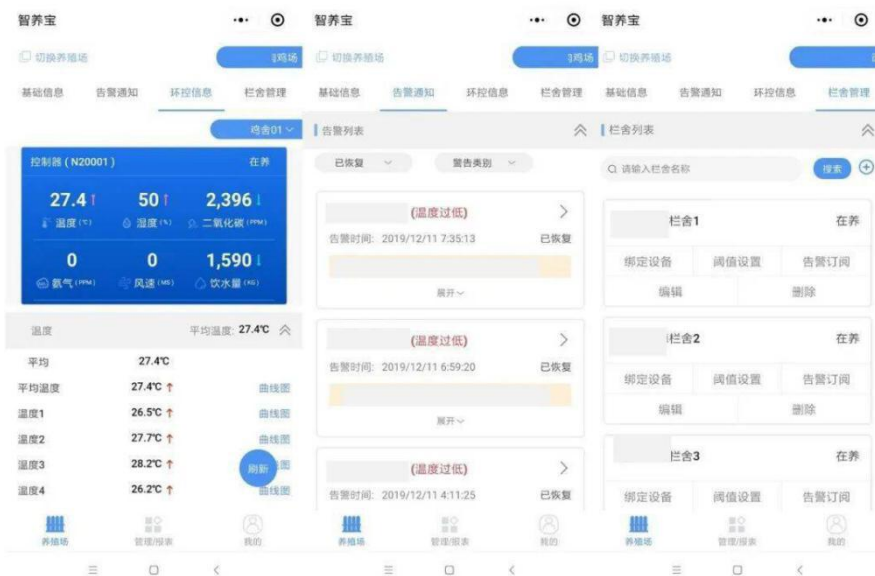 智养宝
切换养殖场
鸡场
基础信息 告警通知 环控信息 栏舍管理
鸡舍01
控制器 ( N20001 ) 在养
27.4↑ 50↑ 2,396↓
温度 (℃) 湿度 (%) 二氧化碳 (PPM)
0 0 1,590↓
氨气 (PPM) 风速 (MS) 饮水量 (KG)
温度 平均温度: 27.4℃
平均 27.4℃
平均温度 27.4℃ ↑ 曲线图
温度1 26.5℃ ↑ 曲线图
温度2 27.7℃ ↑ 曲线图
温度3 28.2℃ ↑ 线图
刷新
温度4 26.2℃ ↑ 曲线图
养殖场 管理/报表 我的
智养宝
切换养殖场
鸡场
基础信息 告警通知 环控信息 栏舍管理
告警列表
已恢复 警告类别
(温度过低)
告警时间: 2019/12/11 7:35:13 已恢复
展开
(温度过低)
告警时间: 2019/12/11 6:59:20 已恢复
展开
(温度过低)
告警时间: 2019/12/11 4:11:25 已恢复
养殖场 管理/报表 我的
智养宝
切换养殖场
基础信息 告警通知 环控信息 栏舍管理
栏舍列表
请输入栏舍名称 搜索
栏舍1 在养
绑定设备 阈值设置 告警订阅
编辑 删除
栏舍2 在养
绑定设备 阈值设置 告警订阅
编辑 删除
栏舍3 在养
绑定设备 阈值设置 告警订阅
养殖场 管理/报表 我的